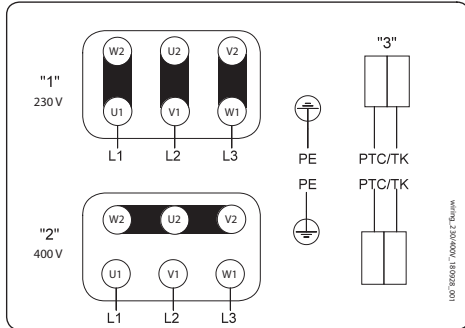 W2 U2 V2
"1"
230 V
U1 V1 W1
L1 L2 L3
"2"
400 V
W2 U2 V2
U1 V1 W1
L1 L2 L3
PE
PE
"3"
PTC/TK
PTC/TK
wiring_230/400V_180928_001